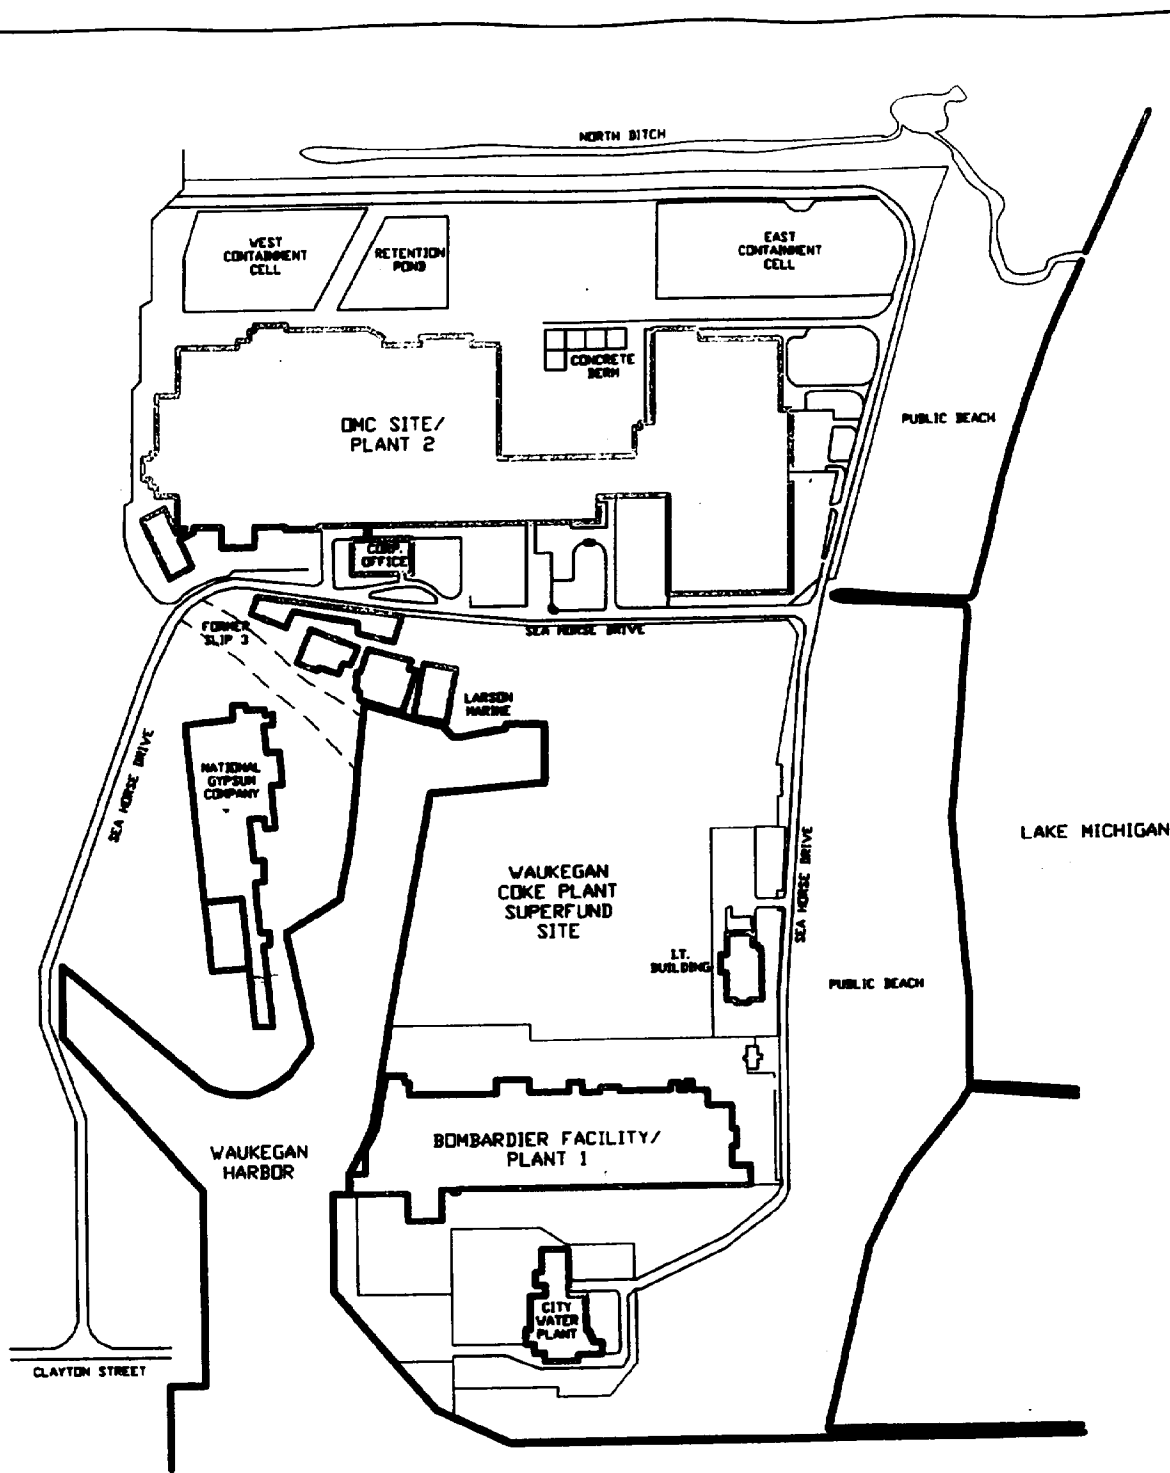 NORTH DITCH
WEST
CONTAINMENT
CELL
RETENTION
POND
EAST
CONTAINMENT
CELL
CONCRETE
BERM
OMC SITE/
PLANT 2
PUBLIC BEACH
CORP.
OFFICE
FORMER
SLIP 3
SEA HORSE DRIVE
LARSON
MARINE
SEA HORSE DRIVE
NATIONAL
GYPSUM
COMPANY
LAKE MICHIGAN
WAUKEGAN
COKE PLANT
SUPERFUND
SITE
SEA HORSE DRIVE
I.T.
BUILDING
PUBLIC BEACH
WAUKEGAN
HARBOR
BOMBARDIER FACILITY/
PLANT 1
CITY
WATER
PLANT
CLAYTON STREET